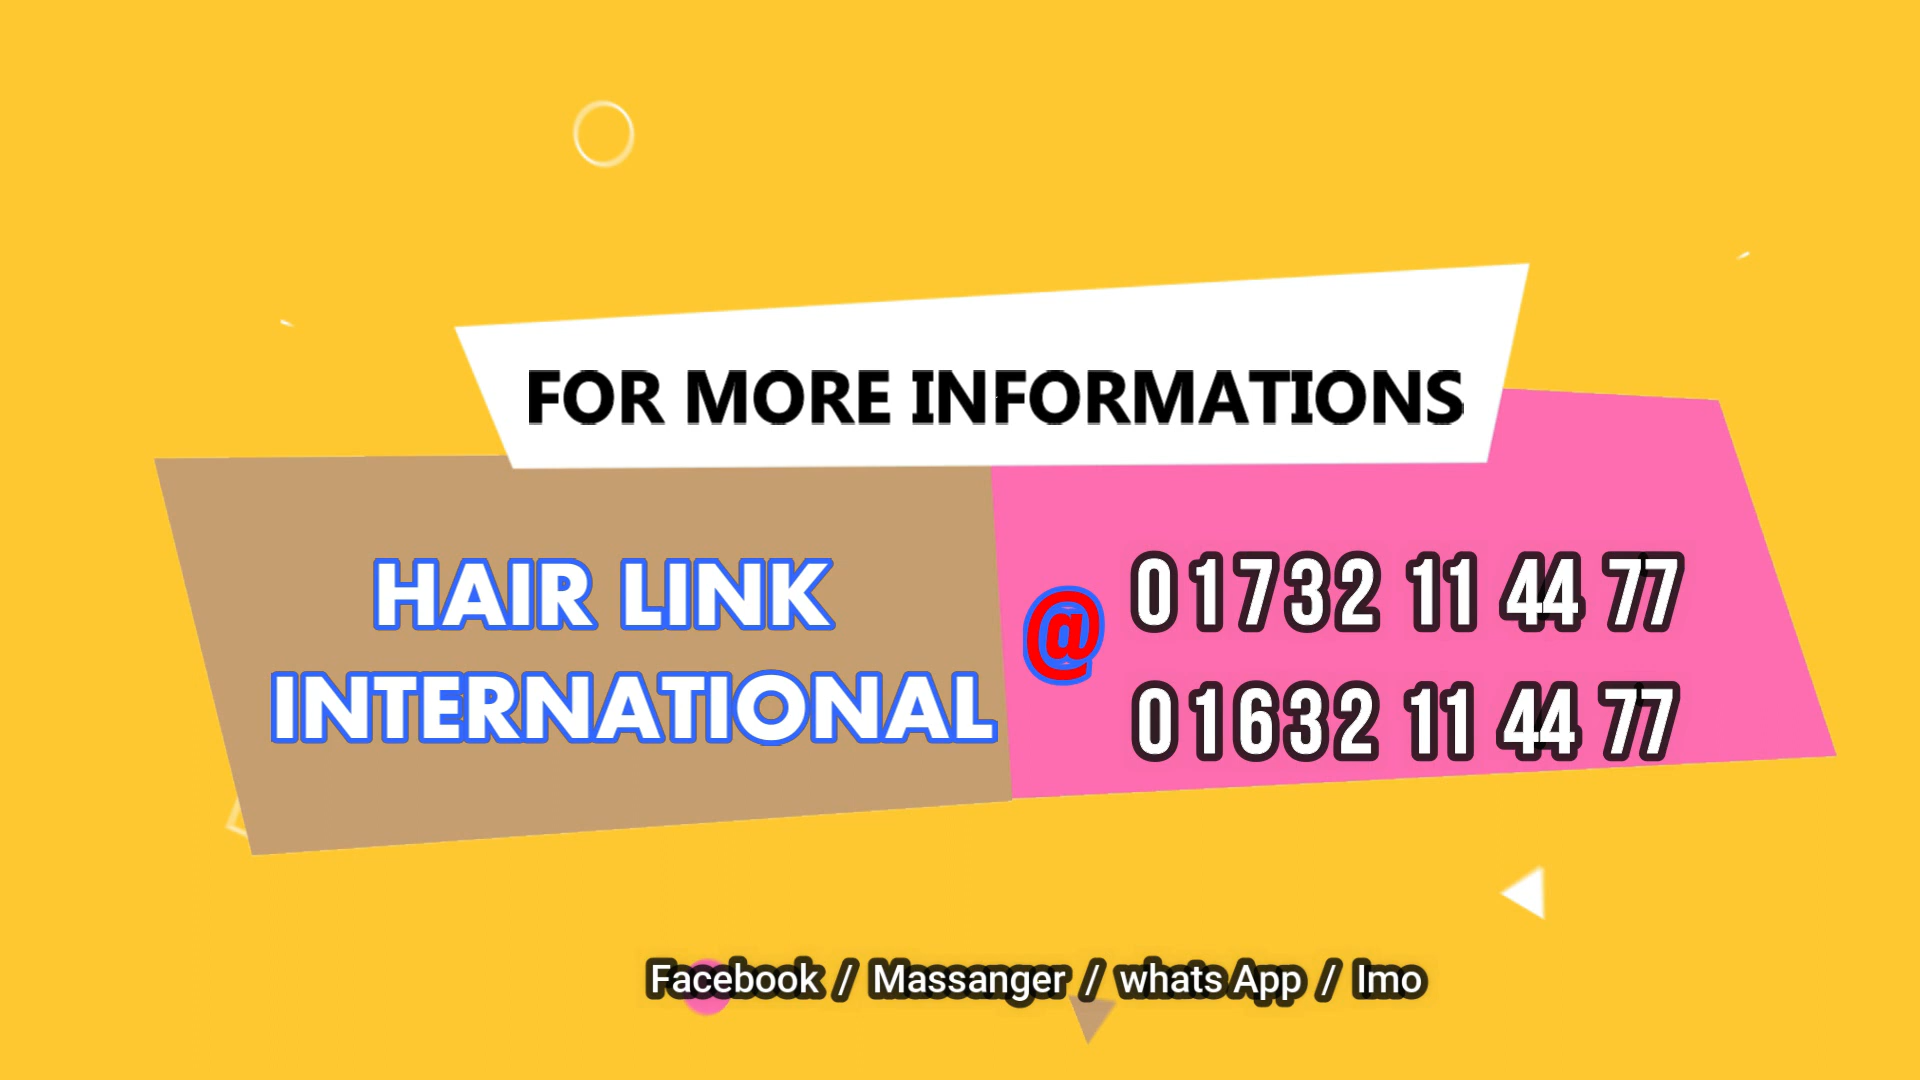 FOR MORE INFORMATIONS
HAIR LINK
INTERNATIONAL
@
01732 11 44 77
01632 11 44 77
Facebook / Massanger / whats App / Imo